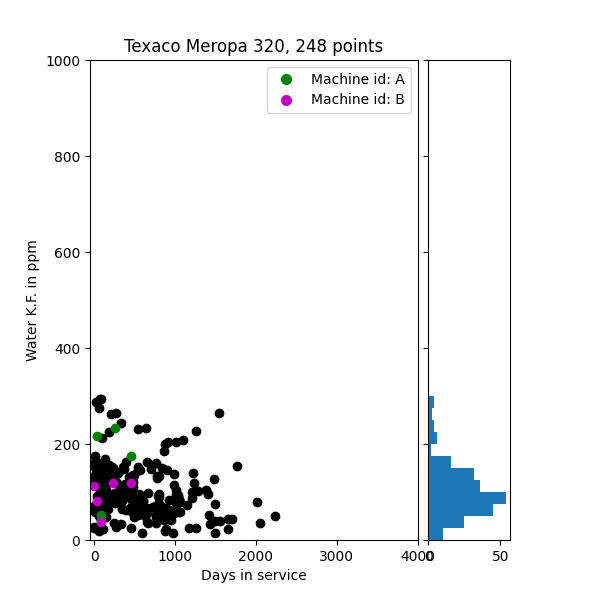 Texaco Meropa 320, 248 points
Machine id: A
Machine id: B
1000
800
600
400
200
0
Water K.F. in ppm
0 1000 2000 3000 4000
0 50
Days in service